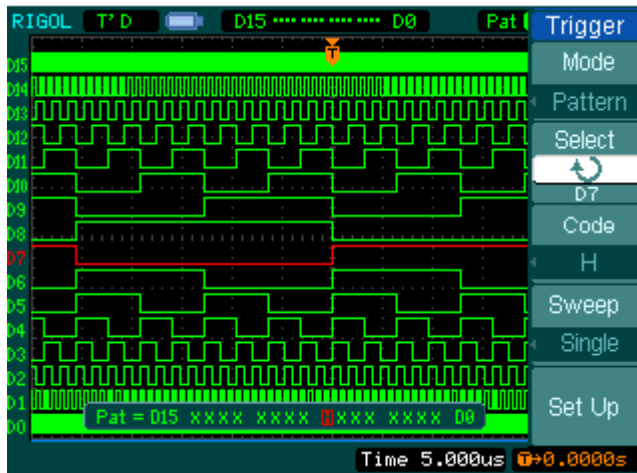 RIGOL T'D D15 ···· ···· ···· ···· D0 Pat
Trigger
Mode
Pattern
Select
D7
Code
H
Sweep
Single
Set Up
T
D15
D14
D13
D12
D11
D10
D9
D8
D7
D6
D5
D4
D3
D2
D1
D0
Pat = D15 XXXX XXXX HXXX XXXX D0
Time 5.000us T→0.0000s